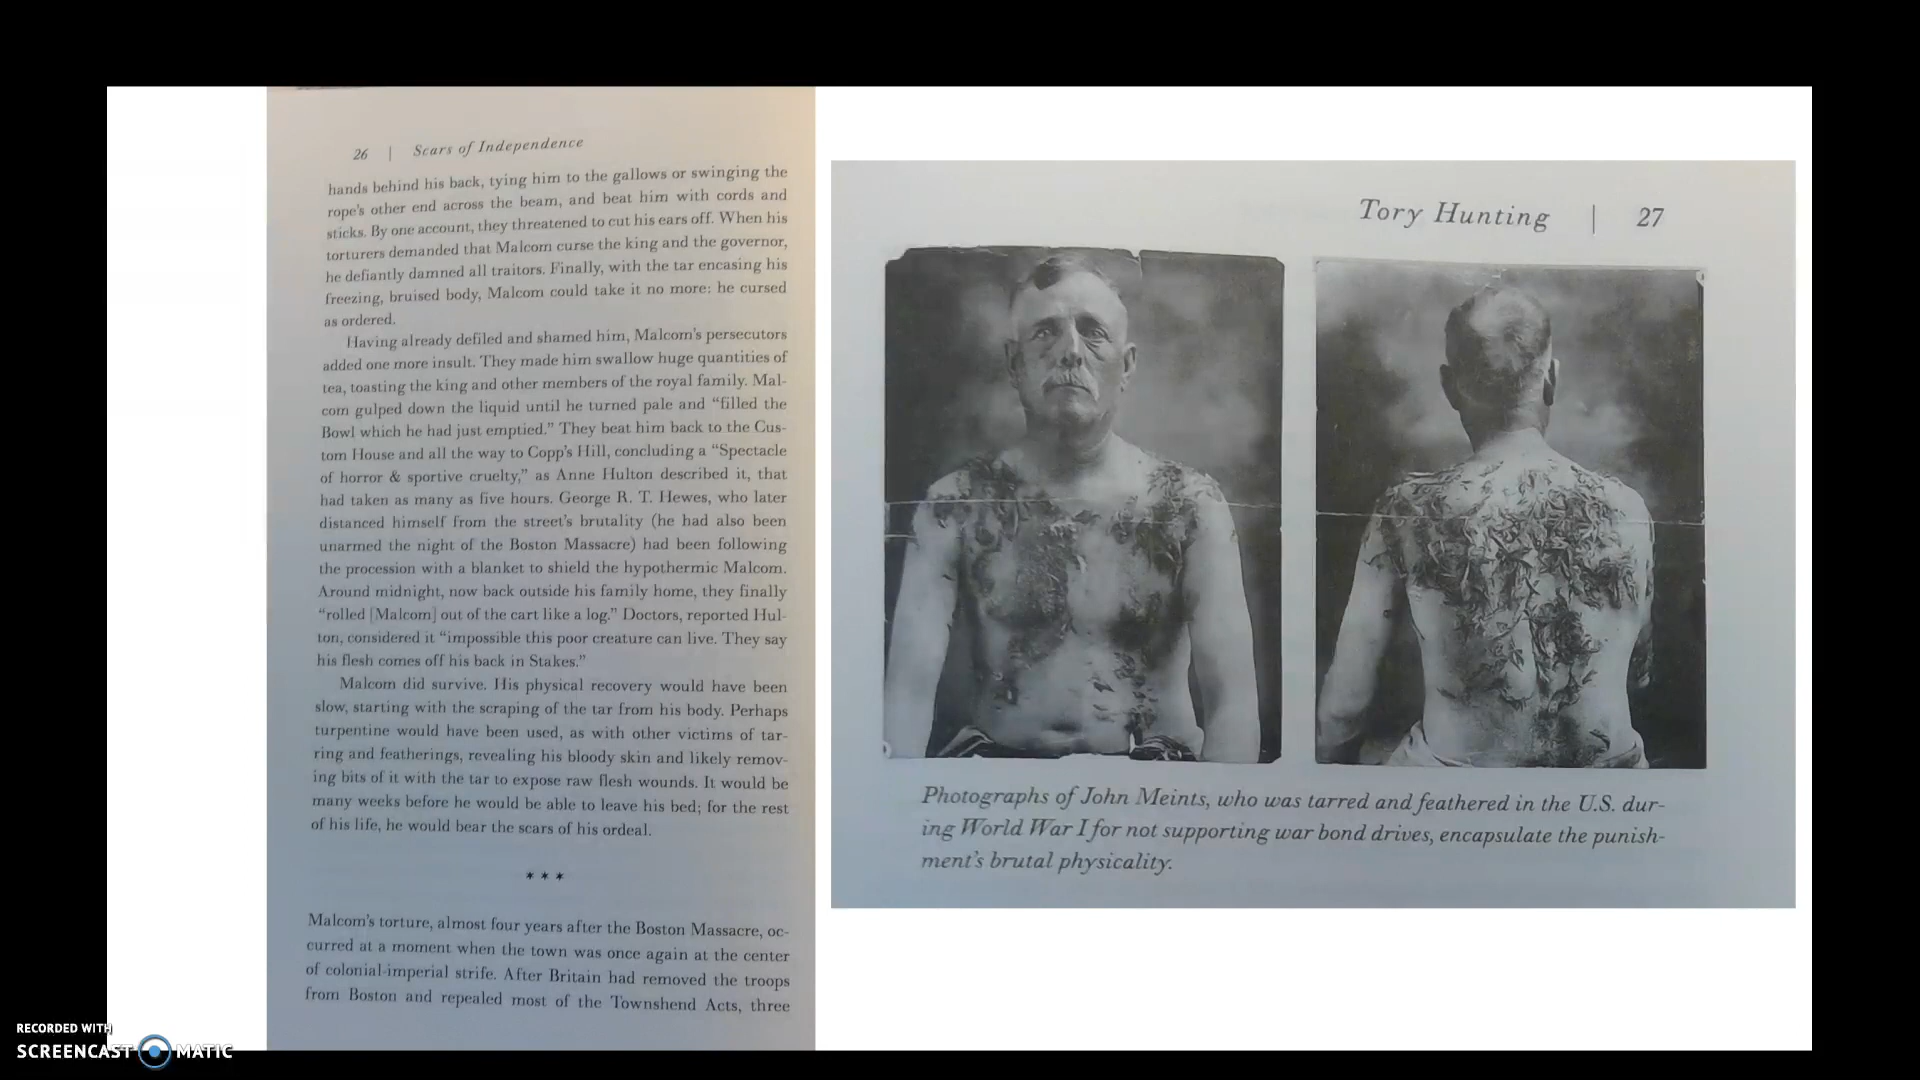 26 | Scars of Independence
hands behind his back, tying him to the gallows or swinging the
rope's other end across the beam, and beat him with cords and
sticks. By one account, they threatened to cut his ears off. When his
torturers demanded that Malcom curse the king and the governor,
he defiantly damned all traitors. Finally, with the tar encasing his
freezing, bruised body, Malcom could take it no more: he cursed
as ordered.
Having already defiled and shamed him, Malcom's persecutors
added one more insult. They made him swallow huge quantities of
tea, toasting the king and other members of the royal family. Mal-
com gulped down the liquid until he turned pale and “filled the
Bowl which he had just emptied.” They beat him back to the Cus-
tom House and all the way to Copp's Hill, concluding a “Spectacle
of horror & sportive cruelty,” as Anne Hulton described it, that
had taken as many as five hours. George R. T. Hewes, who later
distanced himself from the street's brutality (he had also been
unarmed the night of the Boston Massacre) had been following
the procession with a blanket to shield the hypothermic Malcom.
Around midnight, now back outside his family home, they finally
“rolled [Malcom] out of the cart like a log.” Doctors, reported Hul-
ton, considered it “impossible this poor creature can live. They say
his flesh comes off his back in Stakes.”
Malcom did survive. His physical recovery would have been
slow, starting with the scraping of the tar from his body. Perhaps
turpentine would have been used, as with other victims of tar-
ring and featherings, revealing his bloody skin and likely remov-
ing bits of it with the tar to expose raw flesh wounds. It would be
many weeks before he would be able to leave his bed; for the rest
of his life, he would bear the scars of his ordeal.
***
Malcom's torture, almost four years after the Boston Massacre, oc-
curred at a moment when the town was once again at the center
of colonial-imperial strife. After Britain had removed the troops
from Boston and repealed most of the Townshend Acts, three
Tory Hunting | 27
Photographs of John Meints, who was tarred and feathered in the U.S. dur-
ing World War I for not supporting war bond drives, encapsulate the punish-
ment's brutal physicality.
RECORDED WITH
SCREENCAST MATIC